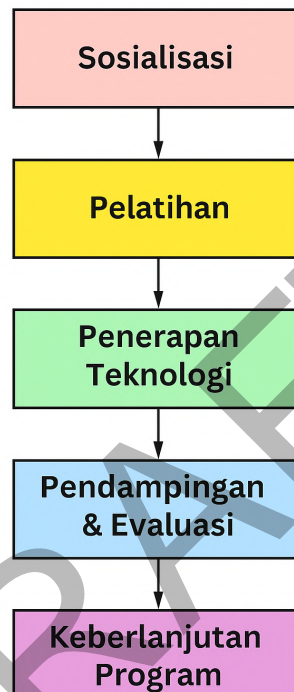 Sosialisasi
Pelatihan
Penerapan
Teknologi
Pendampingan
& Evaluasi
Keberlanjutan
Program